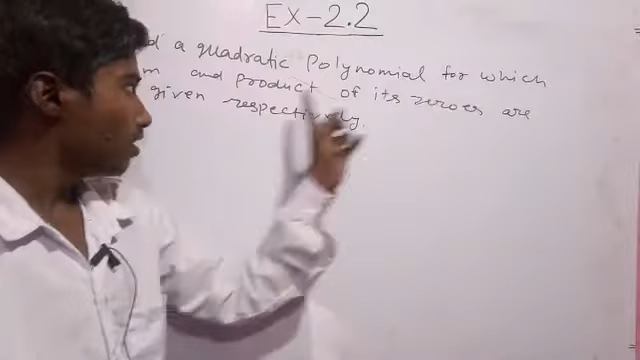 EX-2.2
d a quadratic Polynomial for which
m and Product of its zeroes are
given respectively.